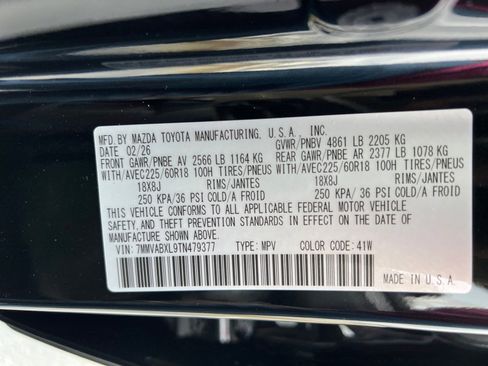 MFD. BY MAZDA TOYOTA MANUFACTURING, U.S.A., INC.
DATE 02/26 GVWR/PNBV 4861 LB 2205 KG
FRONT GAWR/PNBE AV 2566 LB 1164 KG REAR GAWR/PNBE AR 2377 LB 1078 KG
WITH/AVEC225/60R18 100H TIRES/PNEUS WITH/AVEC225/60R18 100H TIRES/PNEUS
18X8J RIMS/JANTES 18X8J RIMS/JANTES
250 KPA/36 PSI COLD/A FROID 250 KPA/36 PSI COLD/A FROID
THIS VEHICLE CONFORMS TO ALL APPLICABLE FEDERAL MOTOR VEHICLE
SAFETY, AND THEFT PREVENTION STANDARDS IN EFFECT ON THE DATE OF
MANUFACTURE SHOWN ABOVE.
VIN: 7MMVABXL9TN479377 TYPE: MPV COLOR CODE: 41W
MADE IN U.S.A.